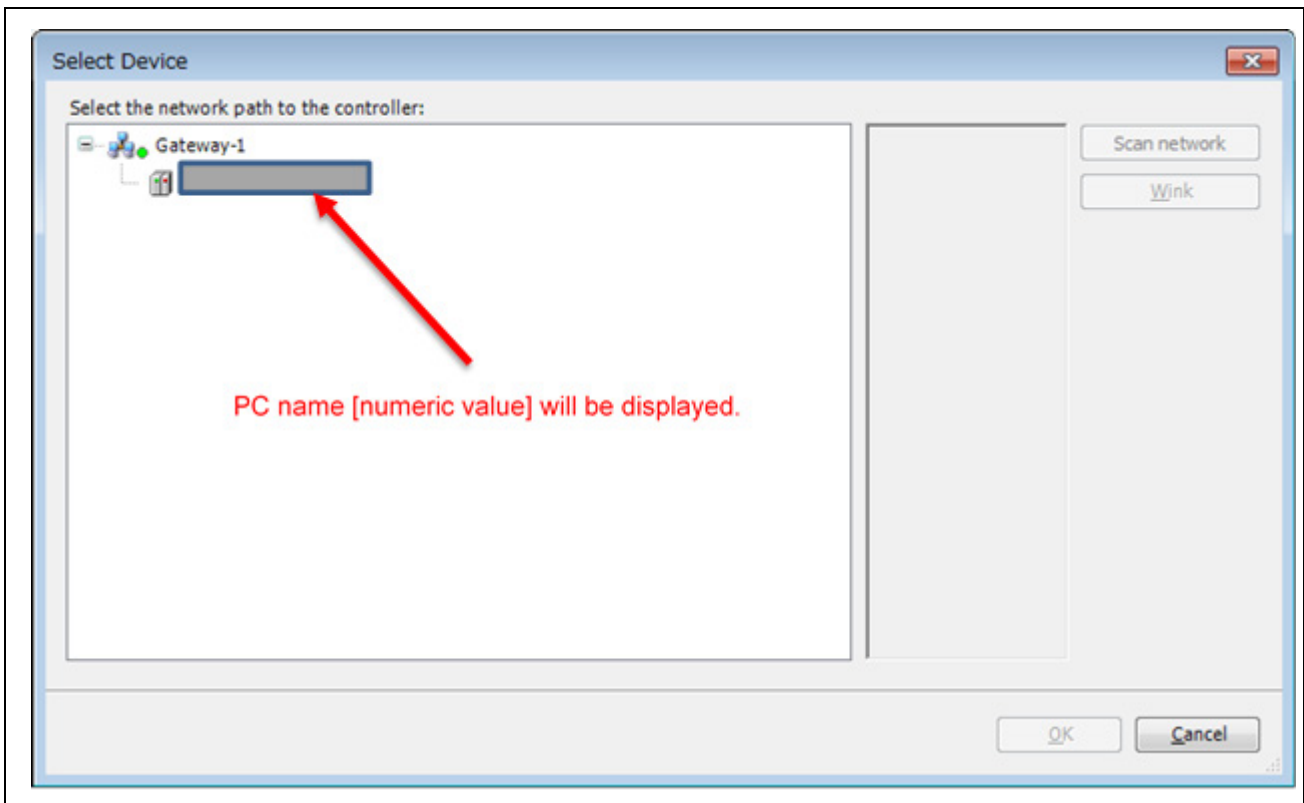 Select Device
Select the network path to the controller:
Gateway-1
Scan network
Wink
PC name [numeric value] will be displayed.
OK
Cancel